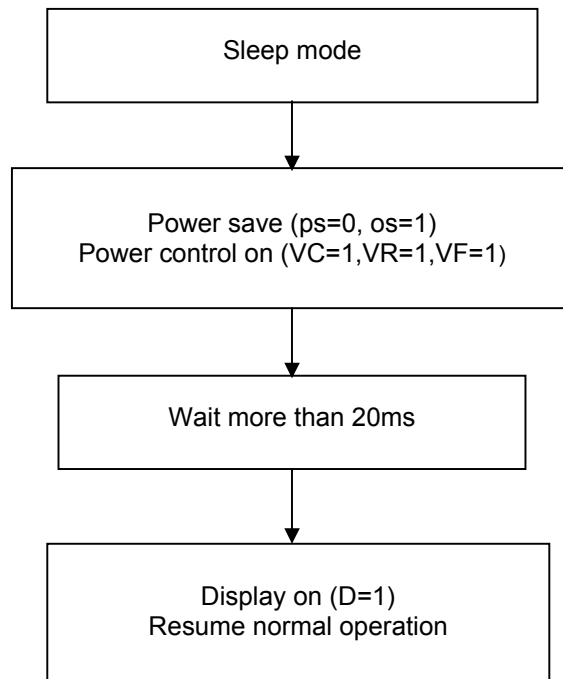 Sleep mode
Power save (ps=0, os=1)
Power control on (VC=1,VR=1,VF=1)
Wait more than 20ms
Display on (D=1)
Resume normal operation